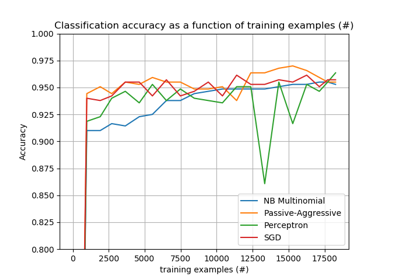 Classification accuracy as a function of training examples (#)
1.000
0.975
0.950
0.925
0.900
0.875
0.850
0.825
0.800
Accuracy
NB Multinomial
Passive-Aggressive
Perceptron
SGD
0 2500 5000 7500 10000 12500 15000 17500
training examples (#)